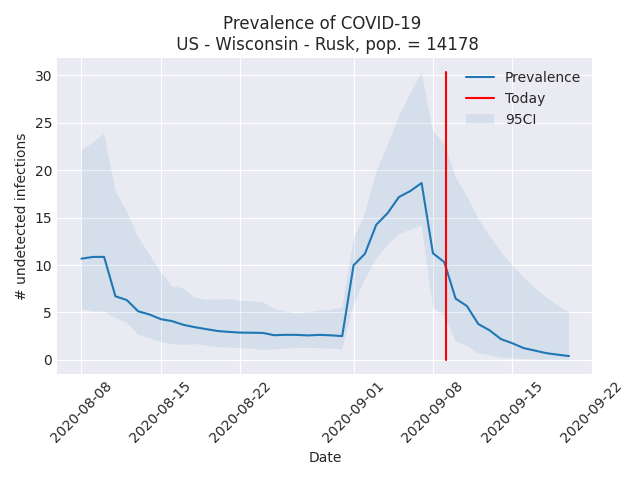 Prevalence of COVID-19
US - Wisconsin - Rusk, pop. = 14178
# undetected infections
30
25
20
15
10
5
0
Prevalence
Today
95CI
2020-08-08
2020-08-15
2020-08-22
2020-09-01
2020-09-08
2020-09-15
2020-09-22
Date